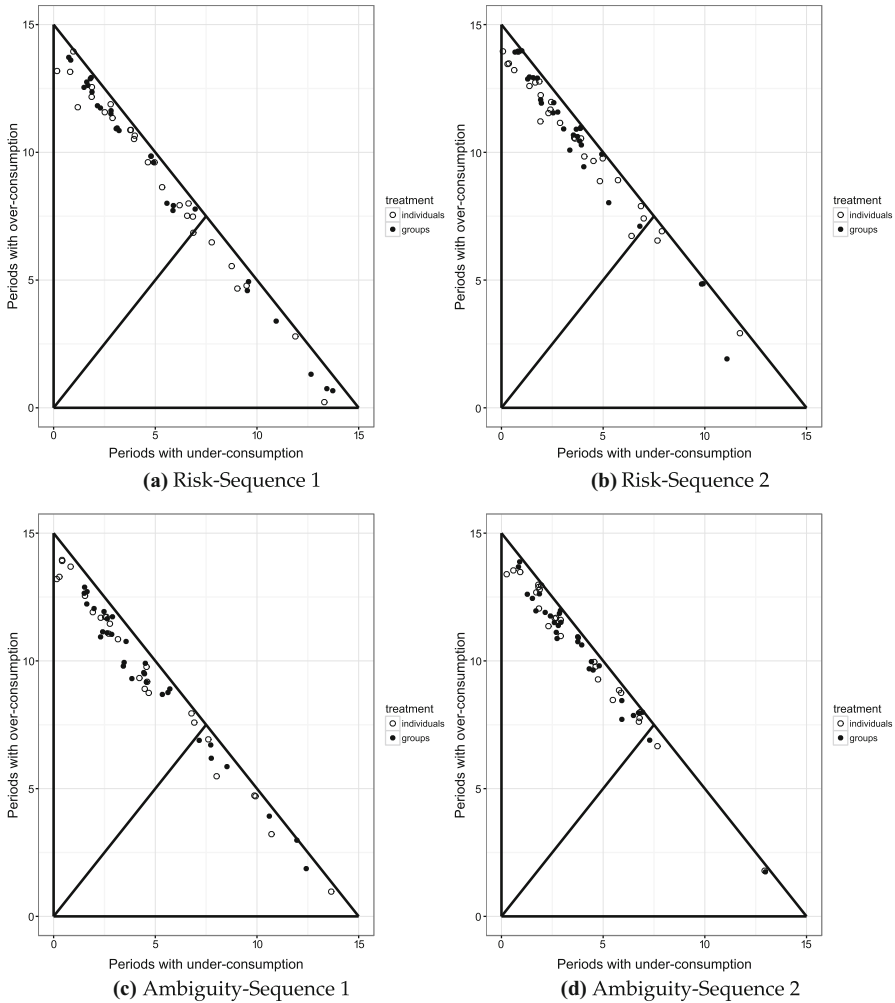 15
10
5
0
Periods with over-consumption
0 5 10 15
Periods with under-consumption
treatment
individuals
groups
(a) Risk-Sequence 1
15
10
5
0
Periods with over-consumption
0 5 10 15
Periods with under-consumption
treatment
individuals
groups
(b) Risk-Sequence 2
15
10
5
0
Periods with over-consumption
0 5 10 15
Periods with under-consumption
treatment
individuals
groups
(c) Ambiguity-Sequence 1
15
10
5
0
Periods with over-consumption
0 5 10 15
Periods with under-consumption
treatment
individuals
groups
(d) Ambiguity-Sequence 2